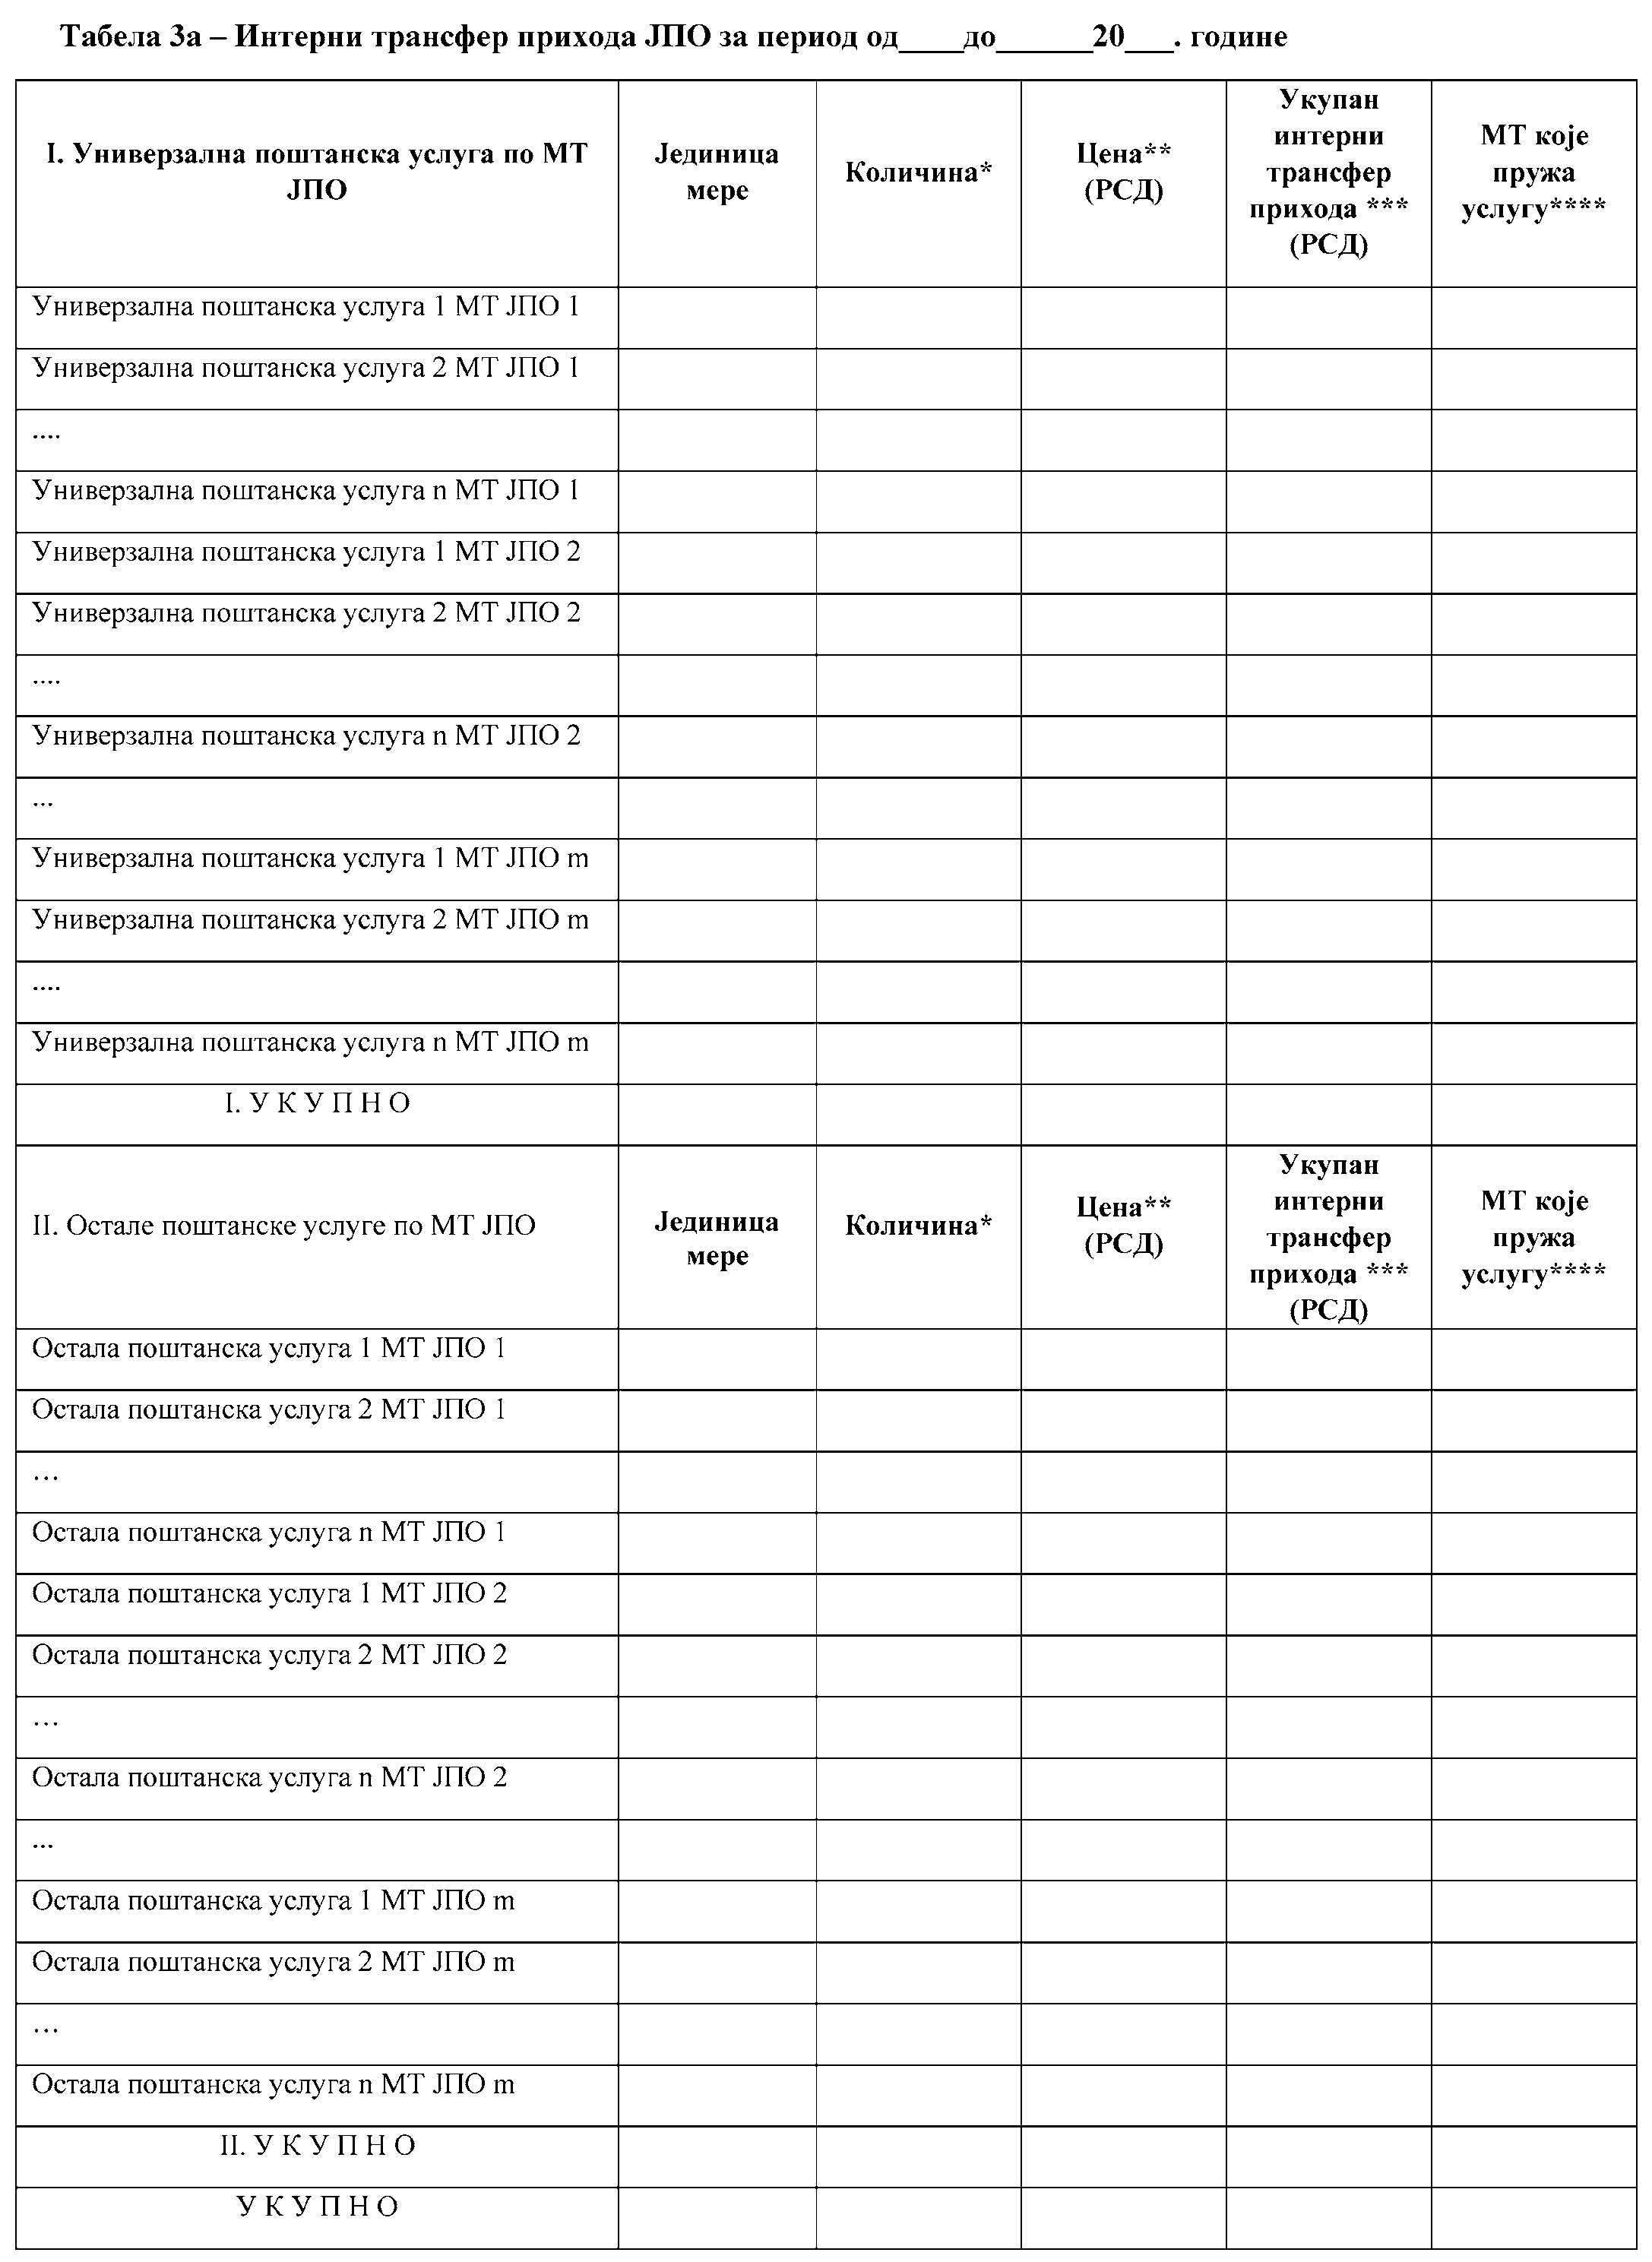 Табела 3а – Интерни трансфер прихода ЈПО за период од____до______20___. године
I. Универзална поштанска услуга по МТ
ЈПО
Јединица
мере
Количина*
Цена**
(РСД)
Укупан
интерни
трансфер
прихода ***
(РСД)
МТ које
пружа
услугу****
Универзална поштанска услуга 1 МТ ЈПО 1
Универзална поштанска услуга 2 МТ ЈПО 1
....
Универзална поштанска услуга n МТ ЈПО 1
Универзална поштанска услуга 1 МТ ЈПО 2
Универзална поштанска услуга 2 МТ ЈПО 2
....
Универзална поштанска услуга n МТ ЈПО 2
...
Универзална поштанска услуга 1 МТ ЈПО m
Универзална поштанска услуга 2 МТ ЈПО m
....
Универзална поштанска услуга n МТ ЈПО m
I. У К У П Н О
II. Остале поштанске услуге по МТ ЈПО
Јединица
мере
Количина*
Цена**
(РСД)
Укупан
интерни
трансфер
прихода ***
(РСД)
МТ које
пружа
услугу****
Остала поштанска услуга 1 МТ ЈПО 1
Остала поштанска услуга 2 МТ ЈПО 1
…
Остала поштанска услуга n МТ ЈПО 1
Остала поштанска услуга 1 МТ ЈПО 2
Остала поштанска услуга 2 МТ ЈПО 2
…
Остала поштанска услуга n МТ ЈПО 2
...
Остала поштанска услуга 1 МТ ЈПО m
Остала поштанска услуга 2 МТ ЈПО m
…
Остала поштанска услуга n МТ ЈПО m
II. У К У П Н О
У К У П Н О